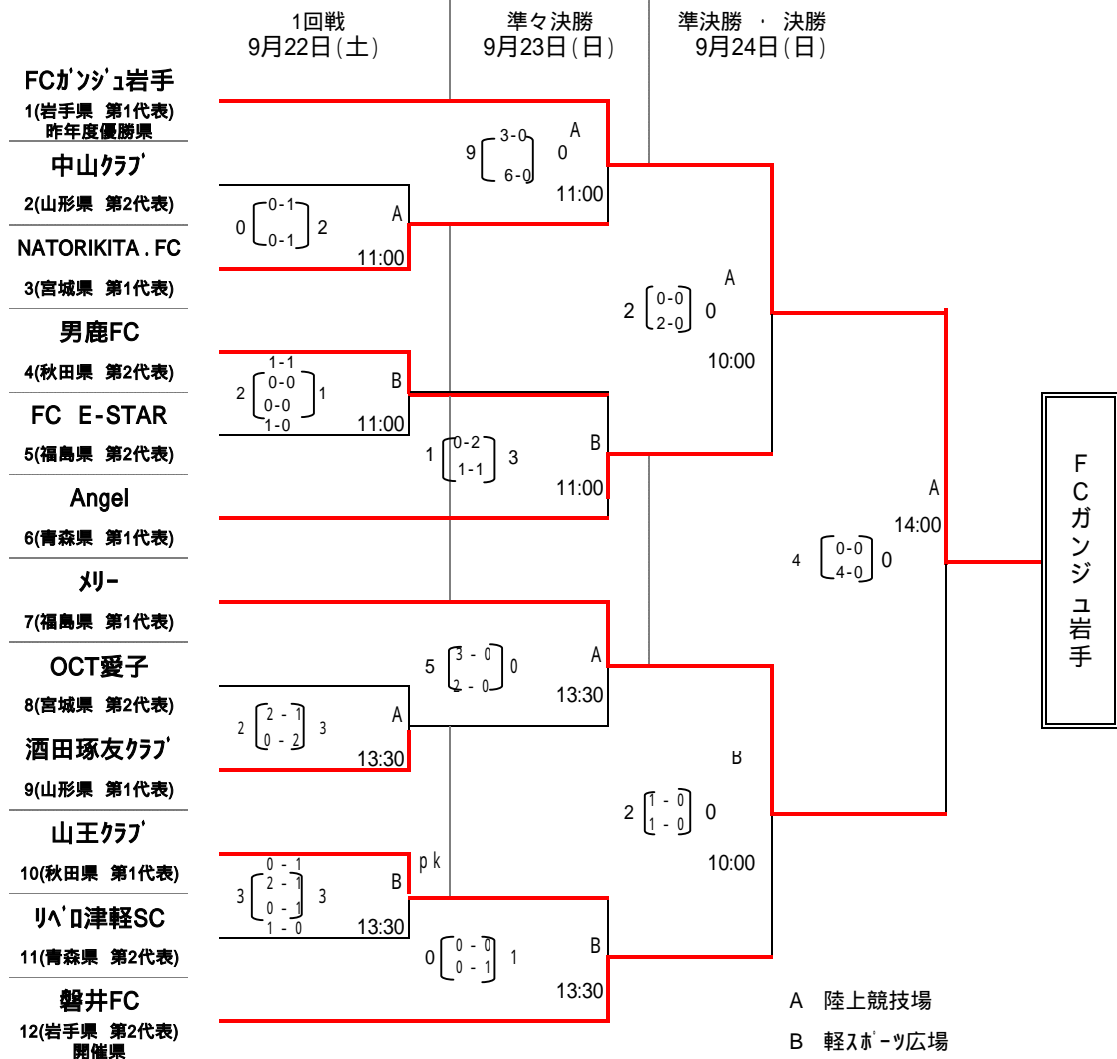 1回戦 準々決勝 準決勝 ・ 決勝
9月22日(土) 9月23日(日) 9月24日(日)
FCｶﾞﾝｼﾞｭ岩手
1(岩手県 第1代表)
昨年度優勝県
中山ｸﾗﾌﾞ
2(山形県 第2代表)
NATORIKITA.FC
3(宮城県 第1代表)
男鹿FC
4(秋田県 第2代表)
FC E-STAR
5(福島県 第2代表)
Angel
6(青森県 第1代表)
ﾒﾘｰ
7(福島県 第1代表)
OCT愛子
8(宮城県 第2代表)
酒田琢友ｸﾗﾌﾞ
9(山形県 第1代表)
山王ｸﾗﾌﾞ
10(秋田県 第1代表)
ﾘﾍﾞﾛ津軽SC
11(青森県 第2代表)
磐井FC
12(岩手県 第2代表)
開催県
0-1
0 2
0-1
A
11:00
1-1
0-0
2 1
0-0
1-0
B
11:00
2 - 1
2 3
0 - 2
A
13:30
0 - 1
2 - 1
3 3
0 - 1
1 - 0
B
13:30
pk
3-0
9 0
6-0
A
11:00
0-2
1 3
1-1
B
11:00
3 - 0
5 0
2 - 0
A
13:30
0 - 0
0 1
0 - 1
B
13:30
A
0-0
2 0
2-0
10:00
B
1 - 0
2 0
1 - 0
10:00
A
14:00
0-0
4 0
4-0
FCガンジュ岩手
A 陸上競技場
B 軽ｽﾎﾟｰﾂ広場